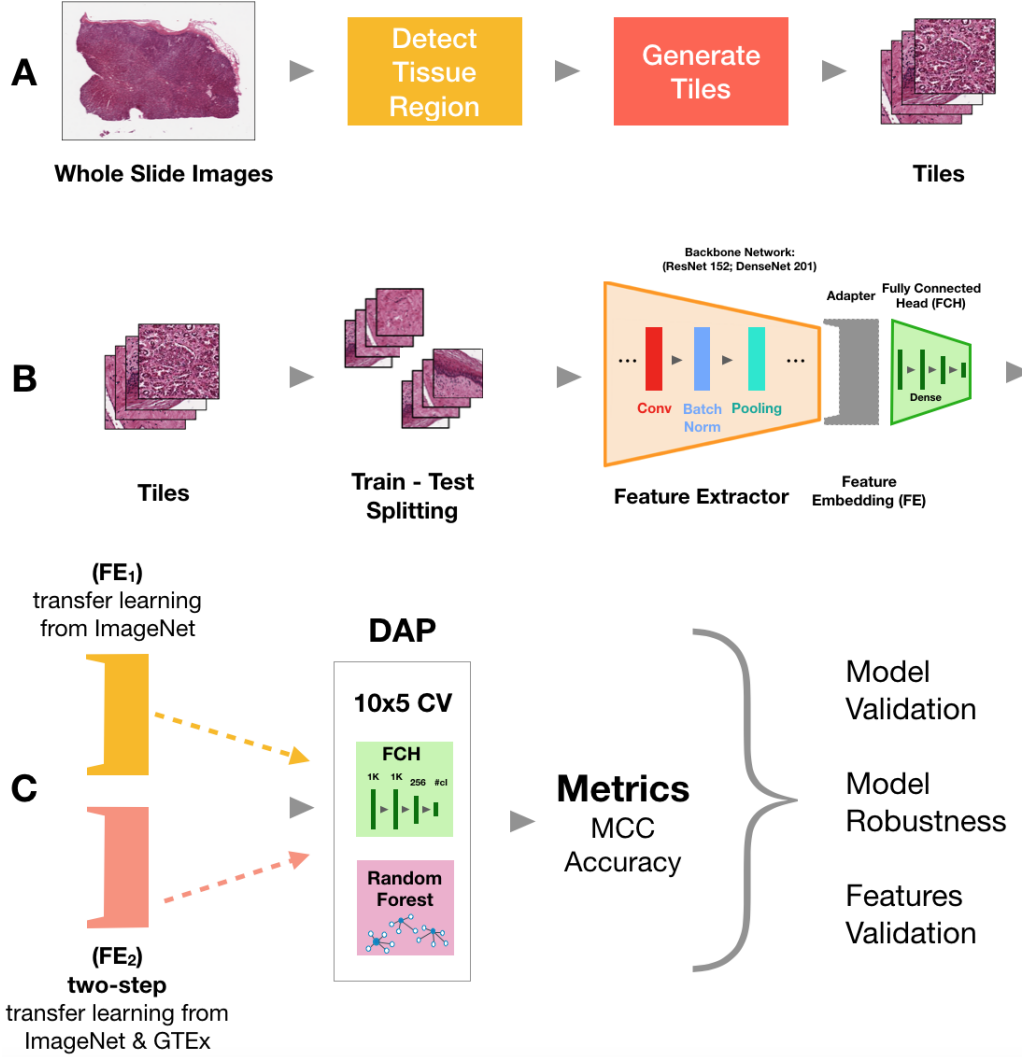 A
Detect
Tissue
Region
Generate
Tiles
Whole Slide Images
Tiles
B
Backbone Network:
(ResNet 152; DenseNet 201)
Adapter
Fully Connected
Head (FCH)
...
...
Conv
Batch
Norm
Pooling
Dense
Tiles
Train - Test
Splitting
Feature Extractor
Feature
Embedding (FE)
C
(FE₁)
transfer learning
from ImageNet
(FE₂)
two-step
transfer learning from
ImageNet & GTEx
DAP
10x5 CV
FCH
1K 1K 256 #cl
Random
Forest
Metrics
MCC
Accuracy
Model
Validation
Model
Robustness
Features
Validation